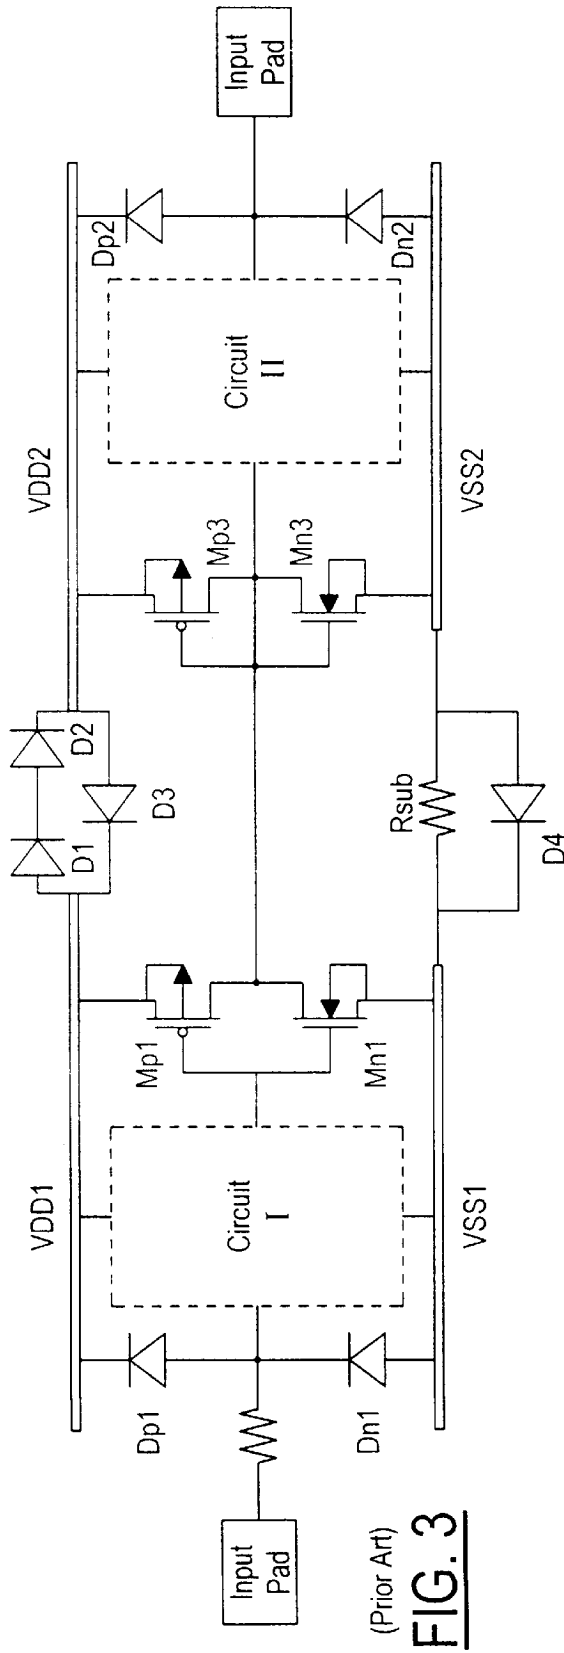 VDD1
VDD2
D1
D2
D3
Input
Pad
Dp1
Dn1
Circuit
I
Mp1
Mn1
Mp3
Mn3
Circuit
II
Dp2
Dn2
Input
Pad
VSS1
Rsub
D4
VSS2
(Prior Art)
FIG. 3